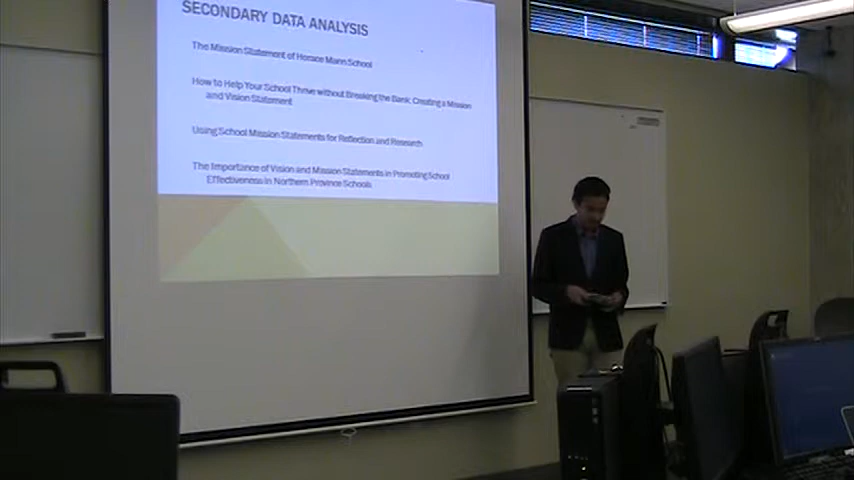 SECONDARY DATA ANALYSIS
The Mission Statement of Horace Mann School
How to Help Your School Thrive without Breaking the Bank: Creating a Mission
and Vision Statement
Using School Mission Statements for Reflection and Research
The Importance of Vision and Mission Statements in Promoting School
Effectiveness in Northern Province Schools